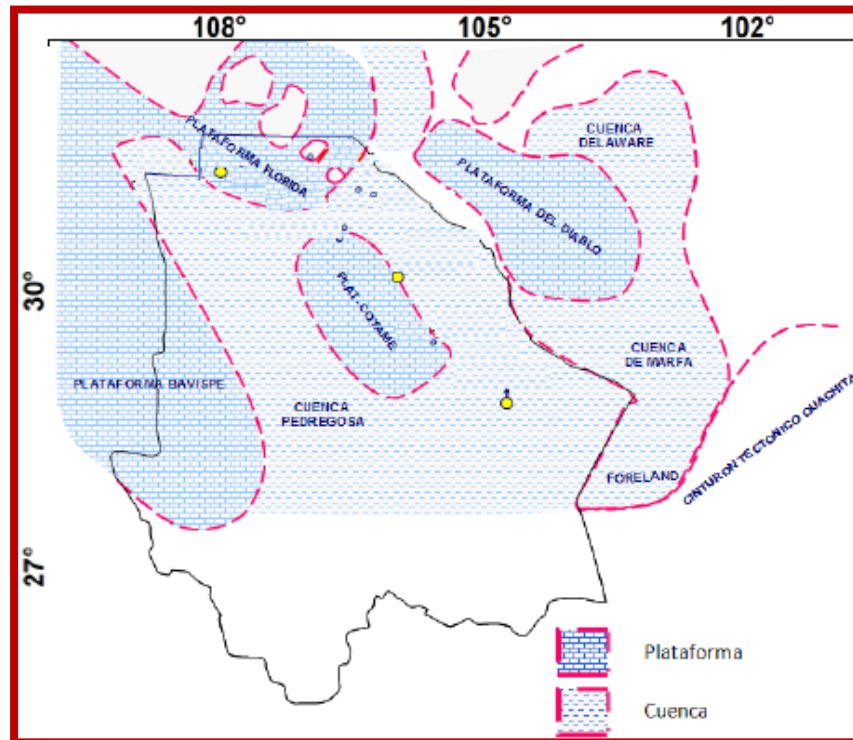 108°
105°
102°
30°
27°
PLATAFORMA FLORIDA
CUENCA
DELAWARE
PLATAFORMA DEL DIABLO
PLAT. COYAME
CUENCA
DE MARFA
PLATAFORMA BAVISPE
CUENCA
PEDREGOSA
FORELAND
CINTURON TECTONICO OUACHITA
Plataforma
Cuenca